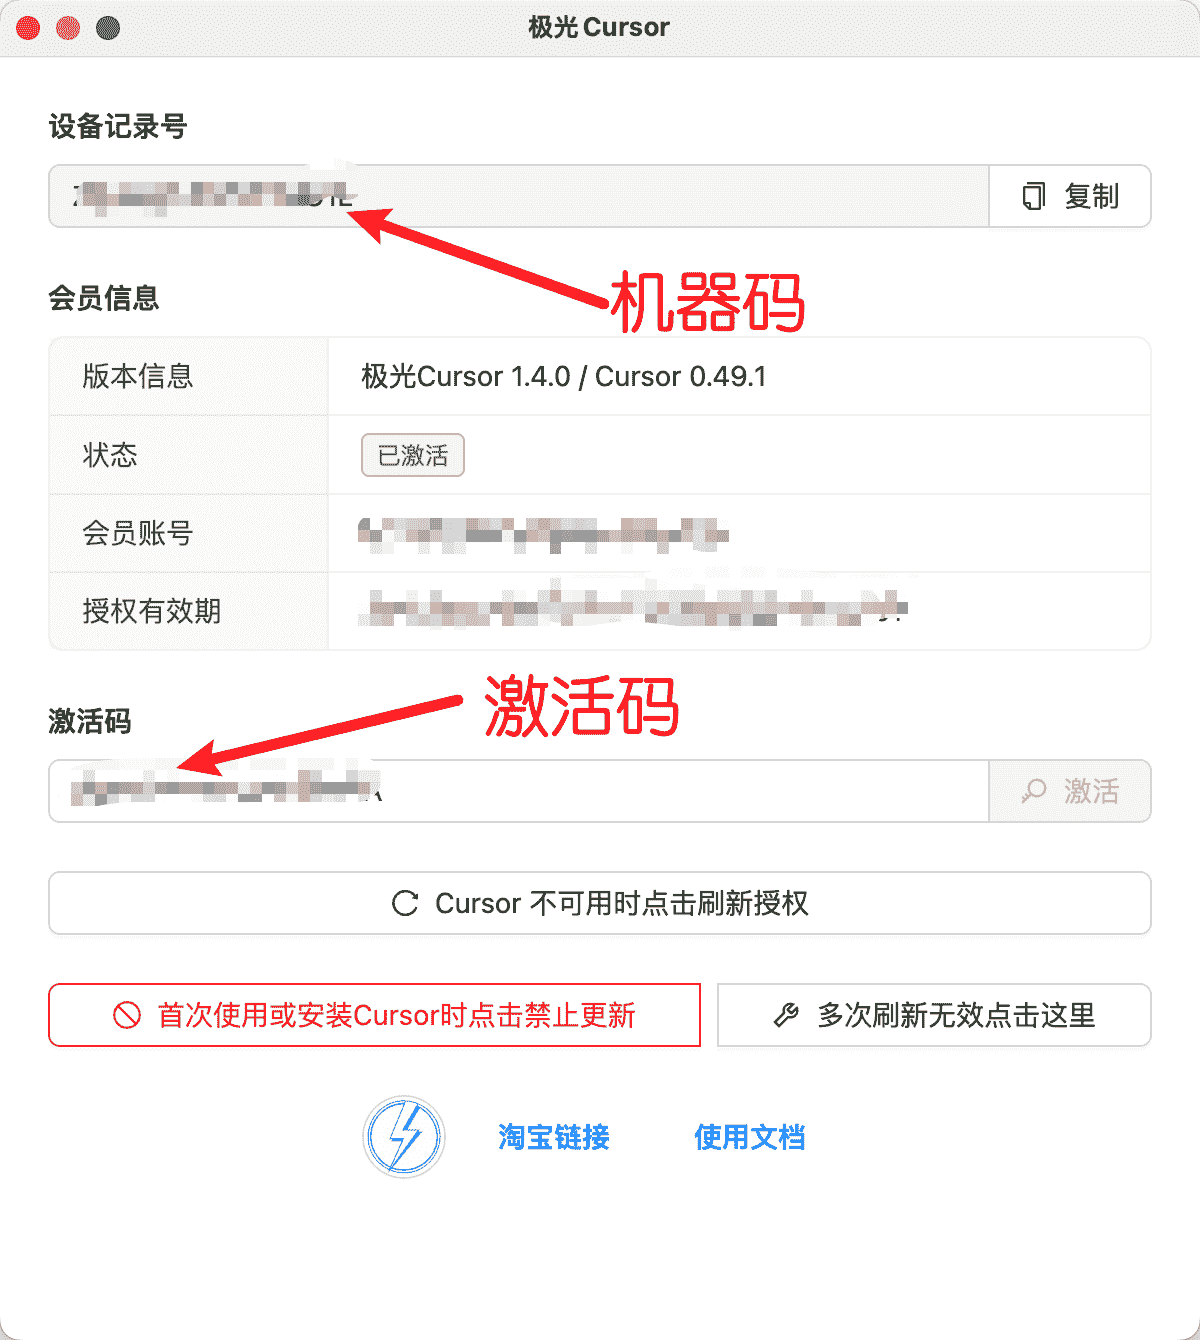 极光Cursor
设备记录号
复制
机器码
会员信息
版本信息 极光Cursor 1.4.0 / Cursor 0.49.1
状态 已激活
会员账号
授权有效期
激活码
激活码
激活
Cursor 不可用时点击刷新授权
首次使用或安装Cursor时点击禁止更新 多次刷新无效点击这里
淘宝链接 使用文档